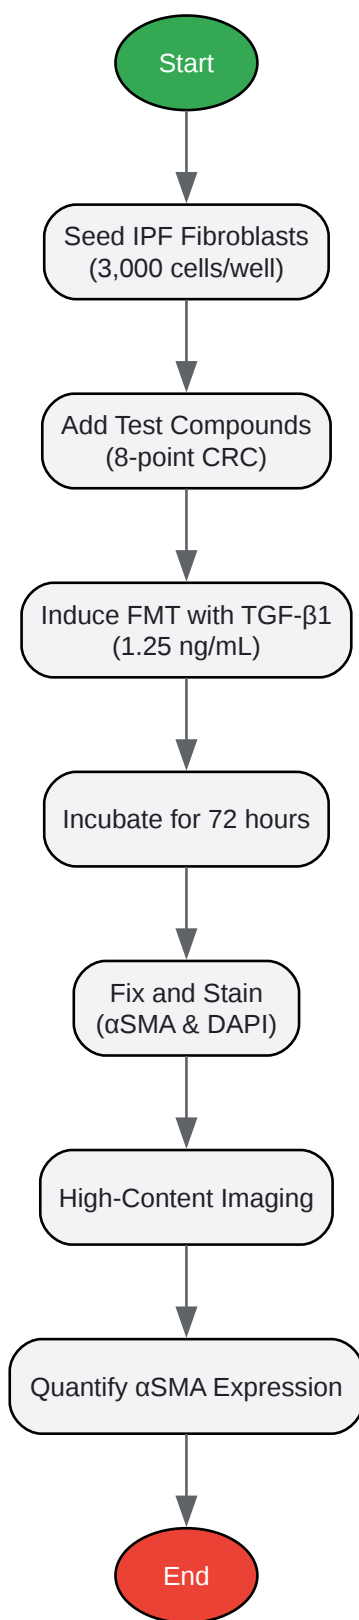 Start
Seed IPF Fibroblasts
(3,000 cells/well)
Add Test Compounds
(8-point CRC)
Induce FMT with TGF-β1
(1.25 ng/mL)
Incubate for 72 hours
Fix and Stain
(αSMA & DAPI)
High-Content Imaging
Quantify αSMA Expression
End